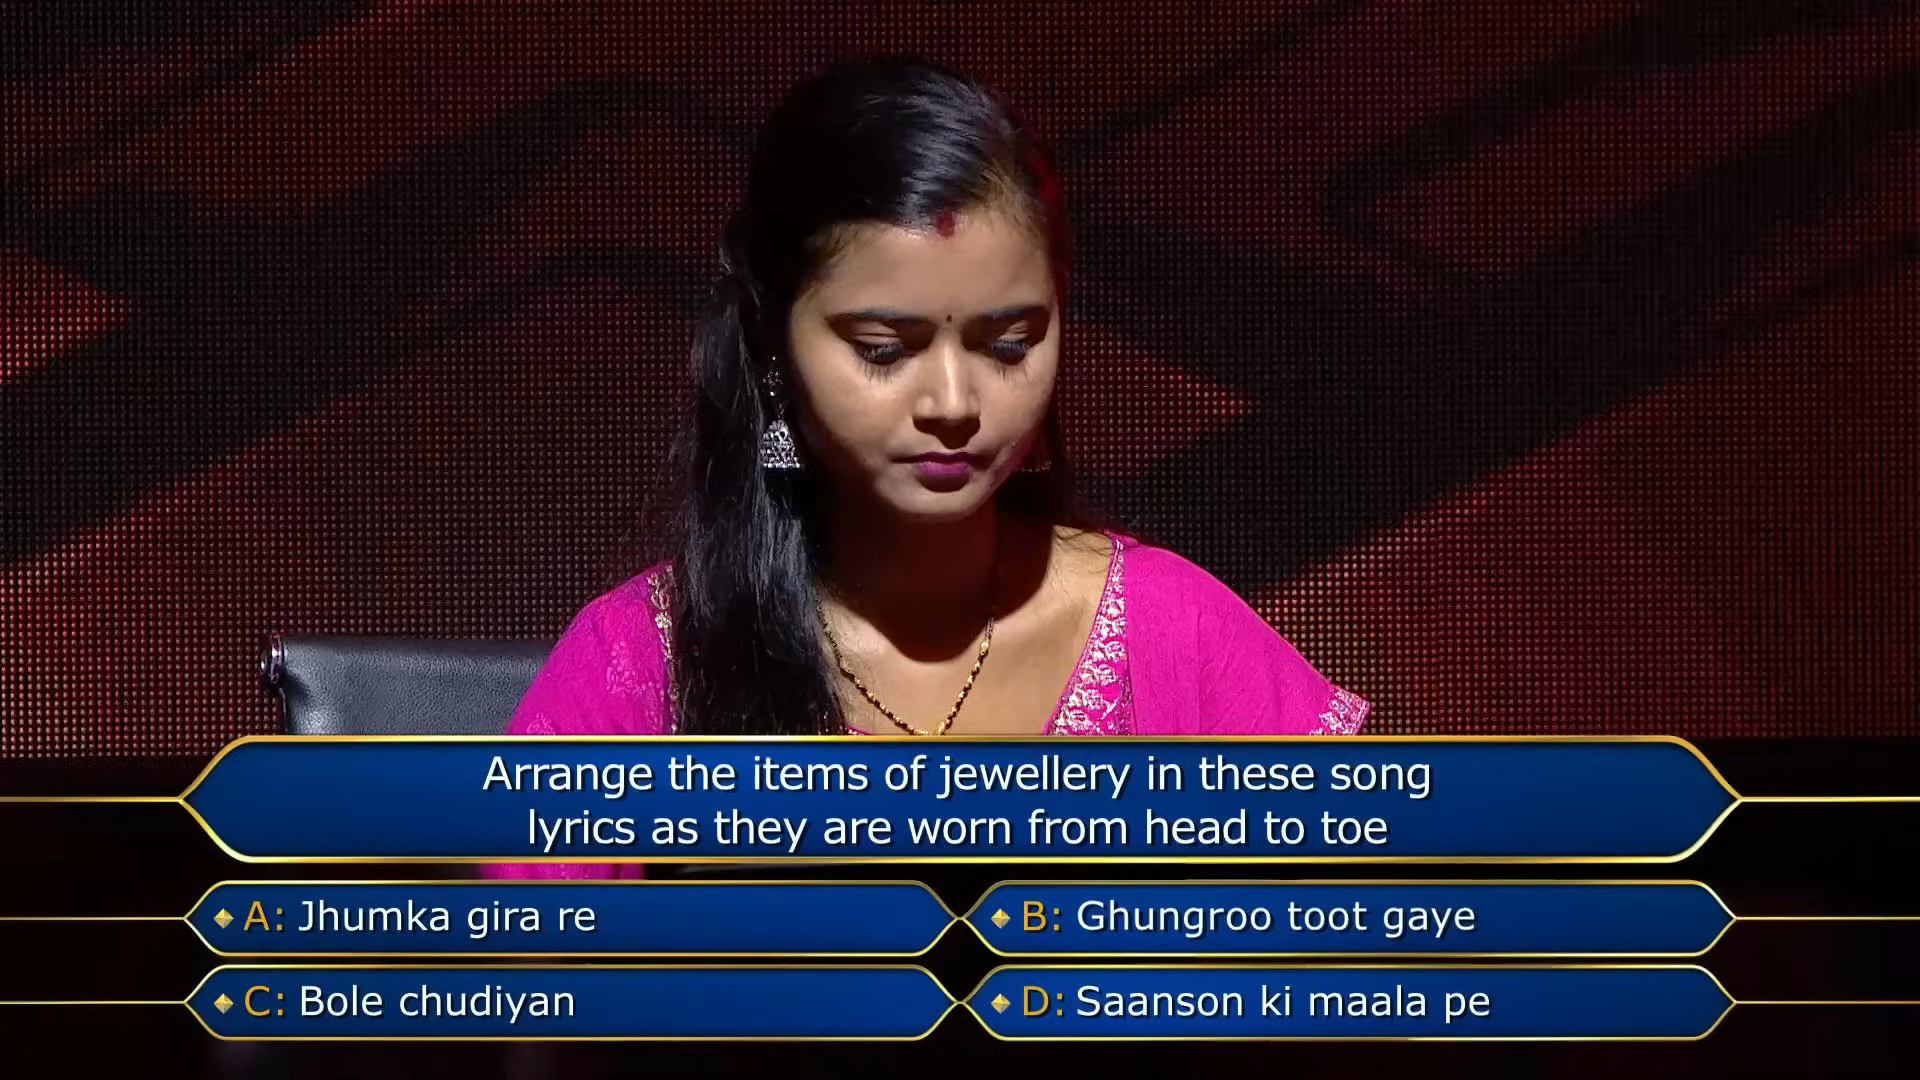 Arrange the items of jewellery in these song
lyrics as they are worn from head to toe
A: Jhumka gira re
B: Ghungroo toot gaye
C: Bole chudiyan
D: Saanson ki maala pe